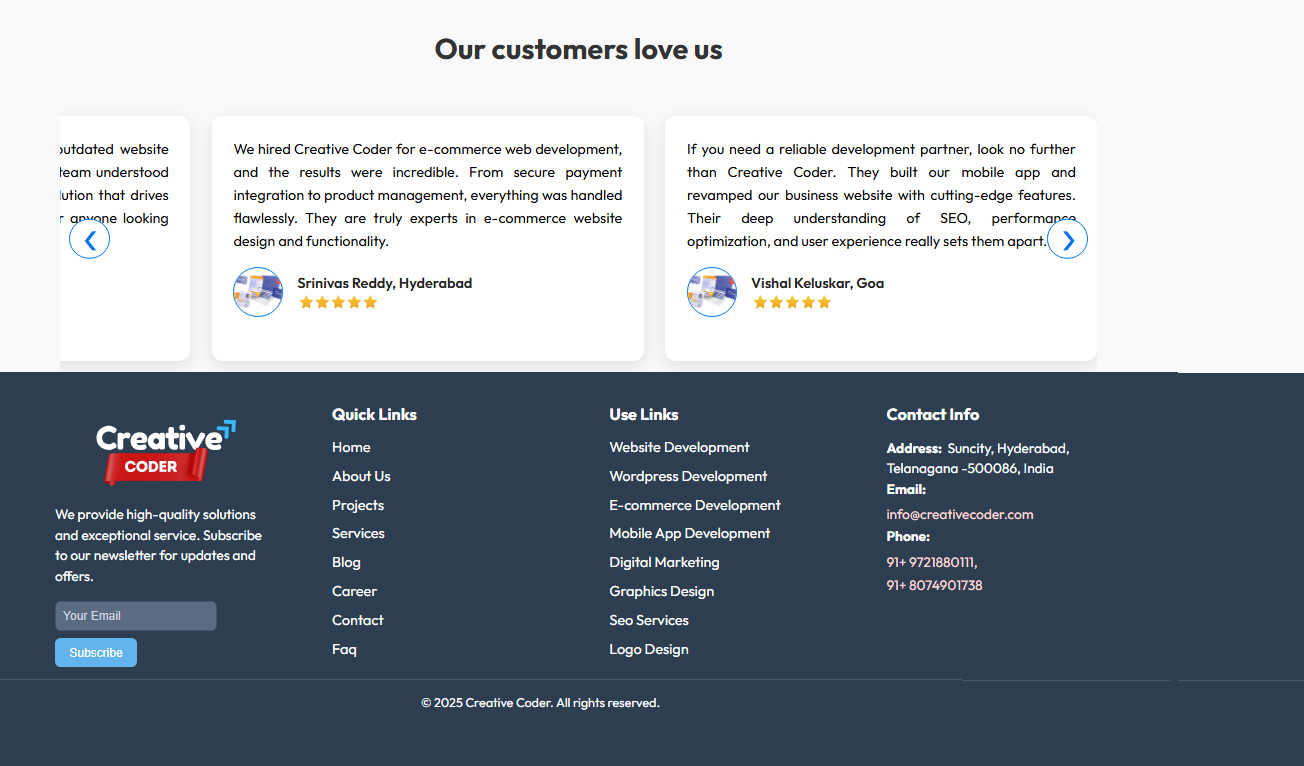 Our customers love us
outdated website
team understood
lution that drives
r anyone looking
We hired Creative Coder for e-commerce web development,
and the results were incredible. From secure payment
integration to product management, everything was handled
flawlessly. They are truly experts in e-commerce website
design and functionality.
Srinivas Reddy, Hyderabad
If you need a reliable development partner, look no further
than Creative Coder. They built our mobile app and
revamped our business website with cutting-edge features.
Their deep understanding of SEO, performance
optimization, and user experience really sets them apart.
Vishal Keluskar, Goa
Creative
CODER
We provide high-quality solutions
and exceptional service. Subscribe
to our newsletter for updates and
offers.
Your Email
Subscribe
Quick Links
Home
About Us
Projects
Services
Blog
Career
Contact
Faq
Use Links
Website Development
Wordpress Development
E-commerce Development
Mobile App Development
Digital Marketing
Graphics Design
Seo Services
Logo Design
Contact Info
Address: Suncity, Hyderabad,
Telanagana -500086, India
Email:
info@creativecoder.com
Phone:
91+ 9721880111,
91+ 8074901738
© 2025 Creative Coder. All rights reserved.